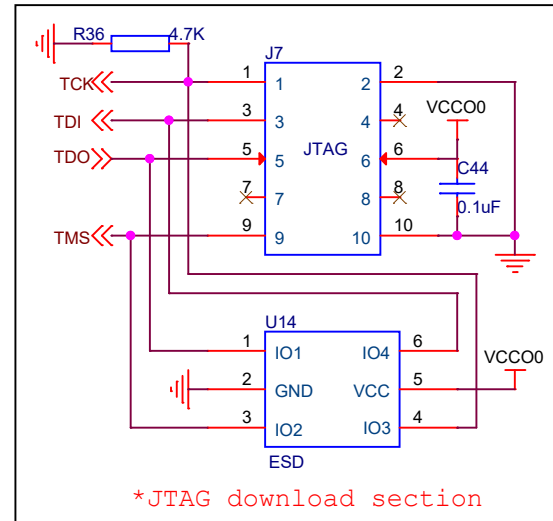 R36 4.7K
J7
TCK 1 1 2 2
TDI 3 3 4 4 VCCO0
TDO 5 5 JTAG 6 6
C44
7 7 8 8 0.1uF
TMS 9 9 10 10
U14
1 IO1 IO4 6
2 GND VCC 5 VCCO0
3 IO2 IO3 4
ESD
*JTAG download section